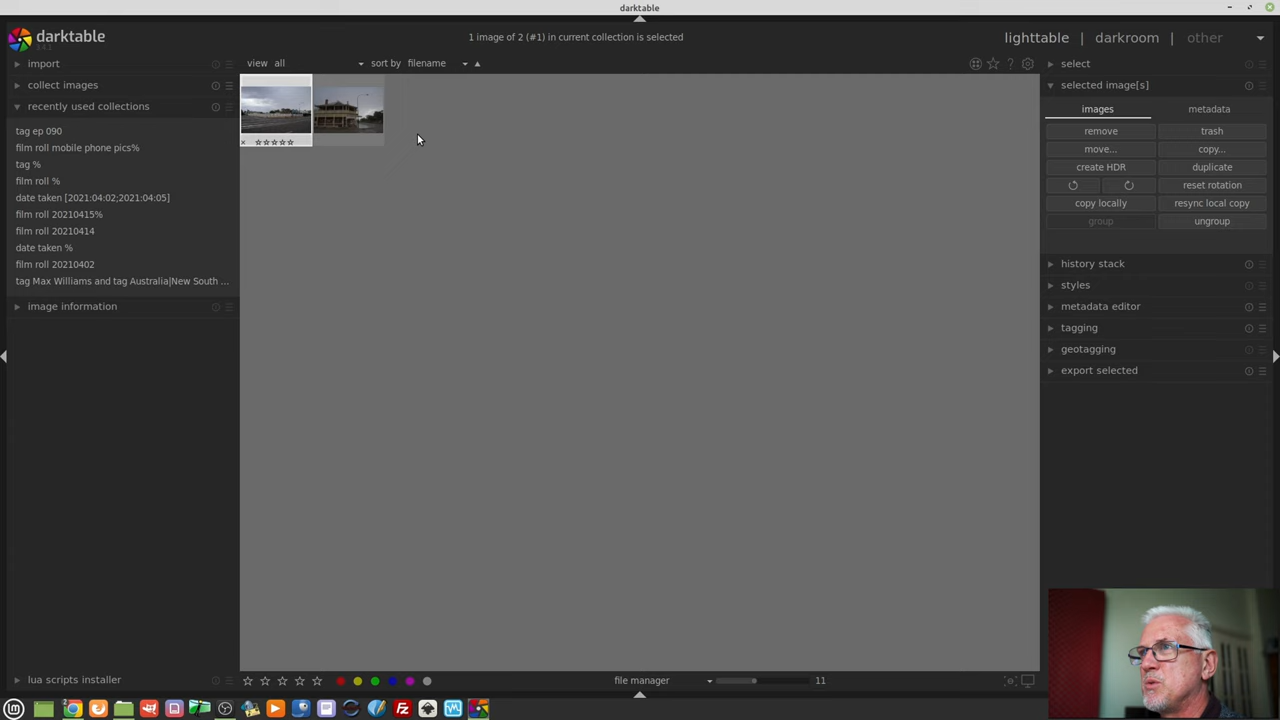 darktable
darktable
3.4.1
1 image of 2 (#1) in current collection is selected
lighttable | darkroom | other
import
collect images
recently used collections
tag ep 090
film roll mobile phone pics%
tag %
film roll %
date taken [2021:04:02;2021:04:05]
film roll 20210415%
film roll 20210414
date taken %
film roll 20210402
tag Max Williams and tag Australia|New South ...
image information
lua scripts installer
view all sort by filename
select
selected image[s]
images metadata
remove trash
move... copy...
create HDR duplicate
reset rotation
copy locally resync local copy
group ungroup
history stack
styles
metadata editor
tagging
geotagging
export selected
file manager 11